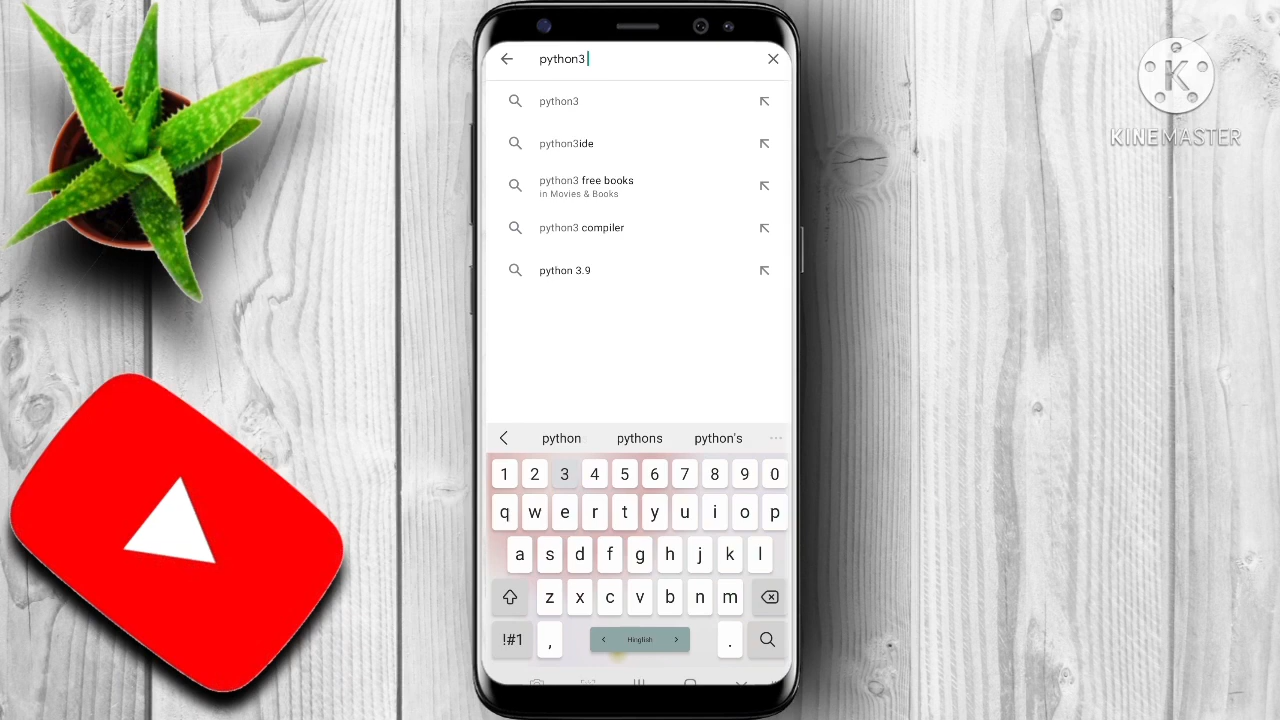 python3
python3
python3ide
python3 free books
in Movies & Books
python3 compiler
python 3.9
python pythons python's
1 2 3 4 5 6 7 8 9 0
q w e r t y u i o p
a s d f g h j k l
z x c v b n m
!#1 , Hinglish .
K
KINEMASTER